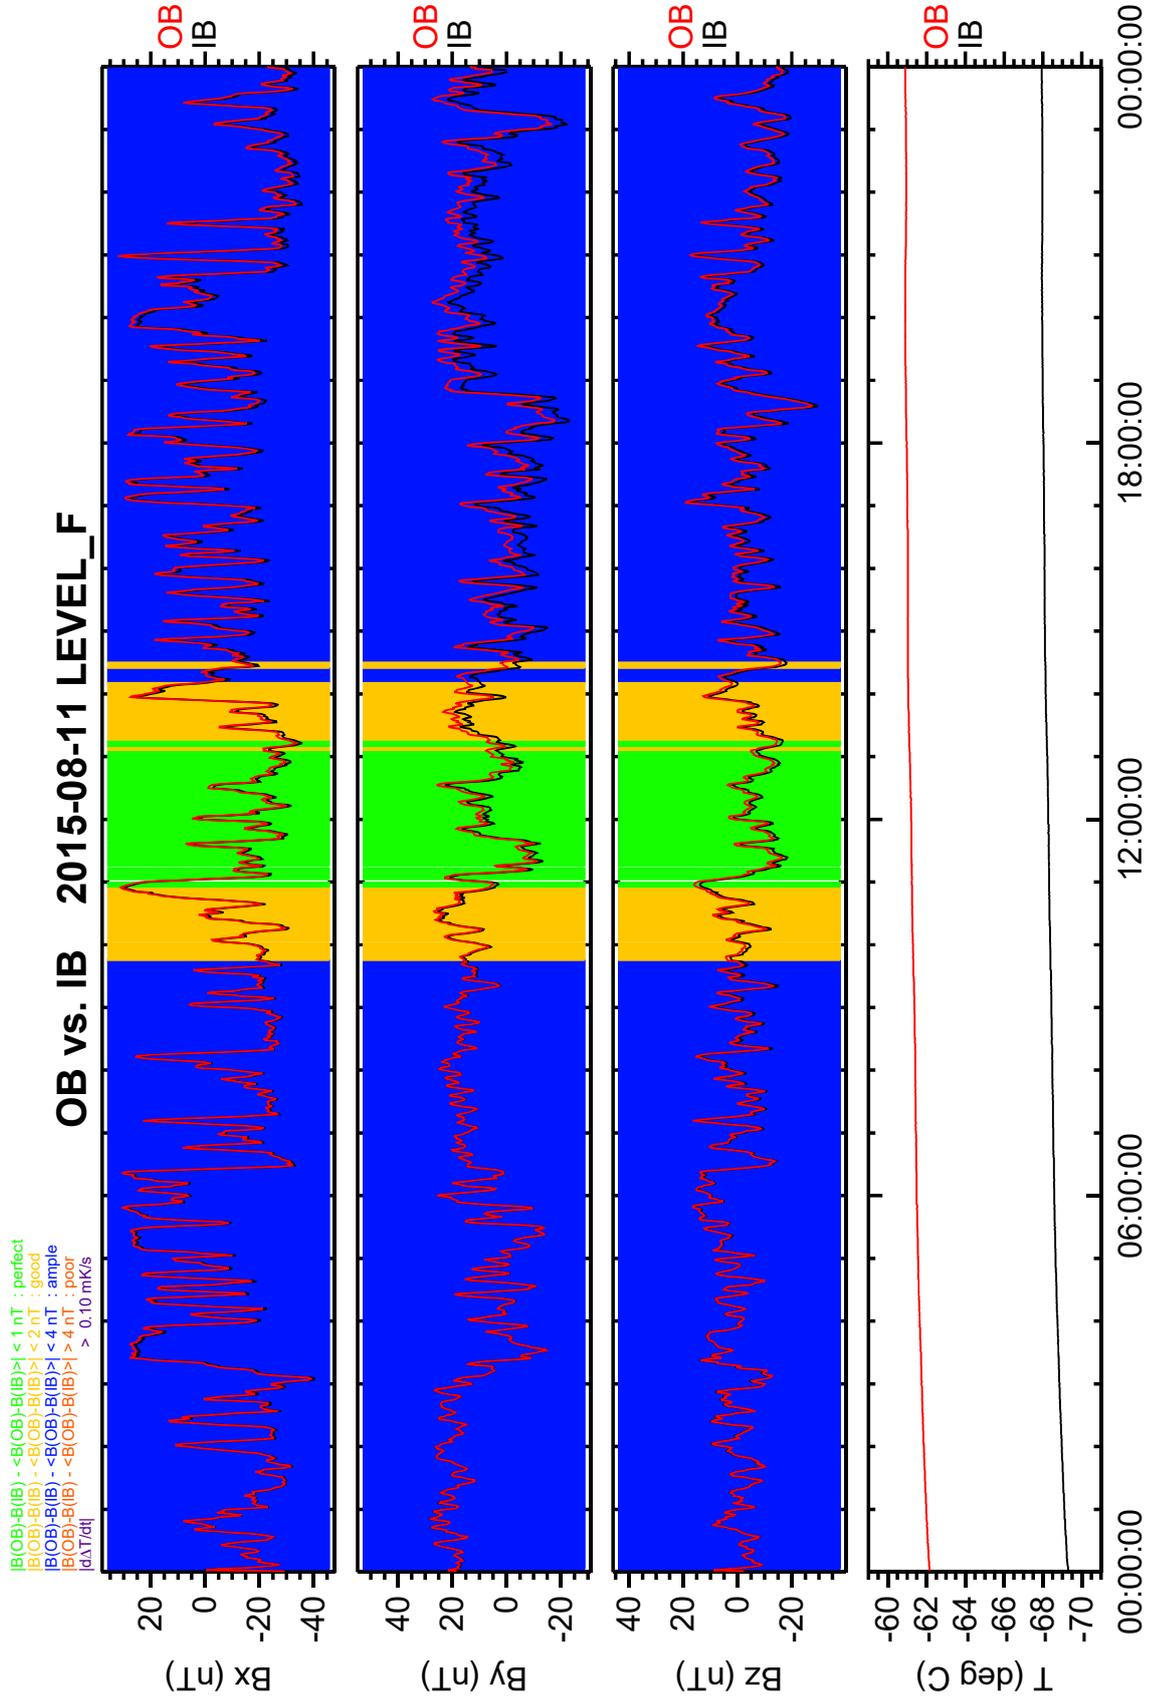 |B(OB)-B(IB) - <B(OB)-B(IB)>| < 1 nT : perfect
|B(OB)-B(IB) - <B(OB)-B(IB)>| < 2 nT : good
|B(OB)-B(IB) - <B(OB)-B(IB)>| < 4 nT : ample
|B(OB)-B(IB) - <B(OB)-B(IB)>| > 4 nT : poor
|dΔT/dt| > 0.10 mK/s
OB vs. IB 2015-08-11 LEVEL_F
Bx (nT)
20
0
-20
-40
OB
IB
By (nT)
40
20
0
-20
OB
IB
Bz (nT)
40
20
0
-20
OB
IB
T (deg C)
-60
-62
-64
-66
-68
-70
OB
IB
00:00:00
06:00:00
12:00:00
18:00:00
00:00:00